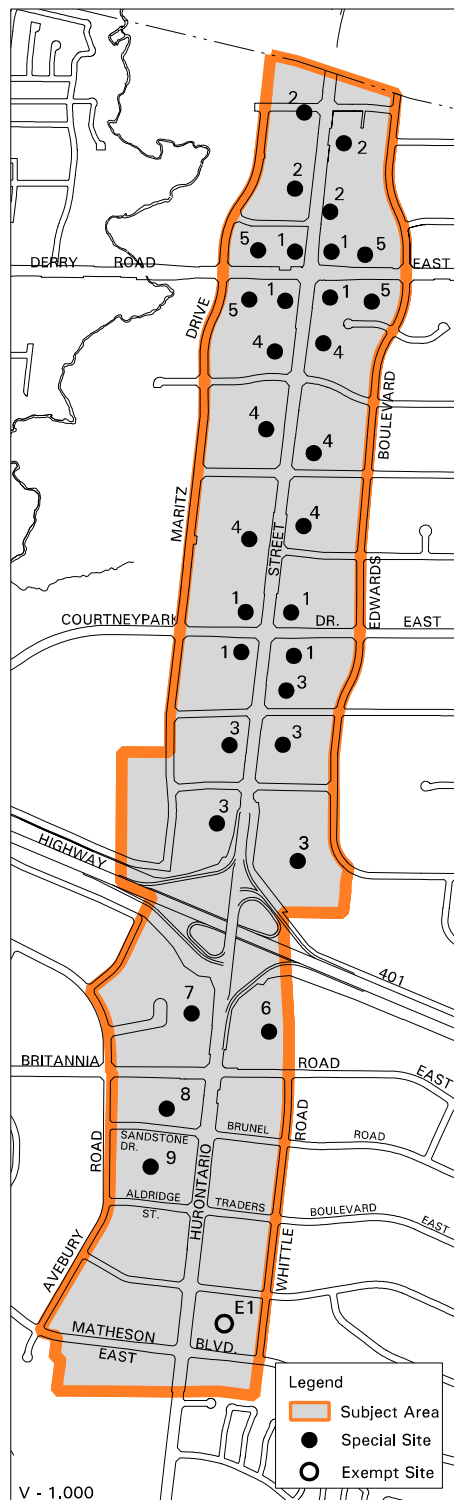 2
2
2
2
5 1 1 5
DERRY ROAD EAST
5 1 1 5
DRIVE
4 4
BOULEVARD
4
4
MARITZ
4
4
STREET
EDWARDS
1 1
COURTNEYPARK DR. EAST
1 1
3
3 3
3
HIGHWAY
3
401
7
6
BRITANNIA ROAD EAST
8
ROAD
BRUNEL ROAD
SANDSTONE
DR.
9
ROAD
HURONTARIO
ALDRIDGE
ST.
TRADERS BOULEVARD EAST
WHITTLE
AVEBURY
E1
MATHESON BLVD.
EAST
Legend
Subject Area
Special Site
Exempt Site
V - 1,000